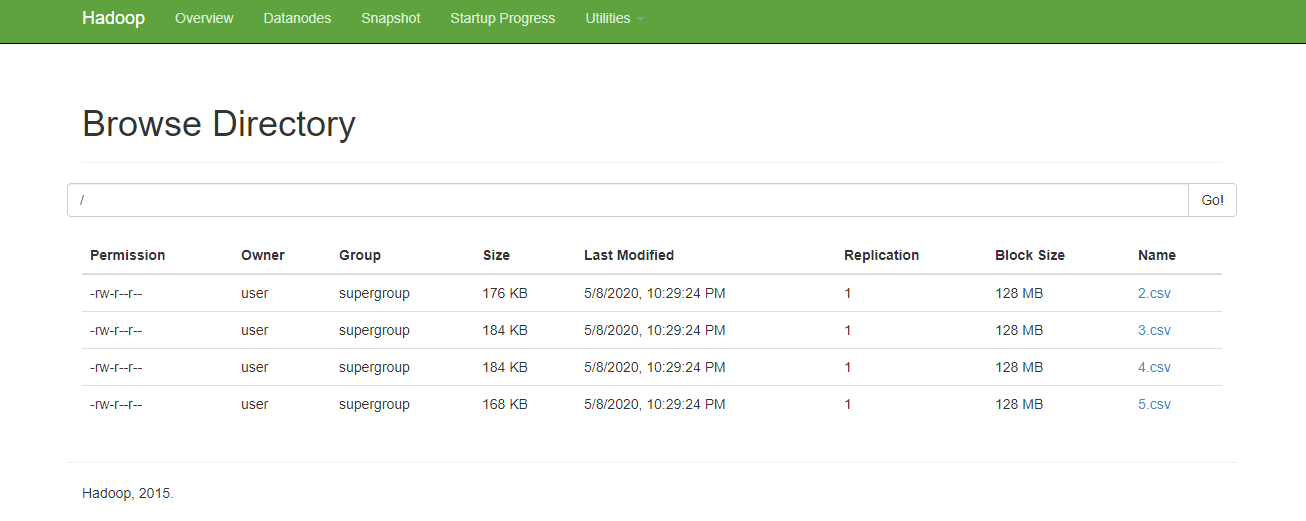 Hadoop Overview Datanodes Snapshot Startup Progress Utilities
Browse Directory
/ Go!
Permission Owner Group Size Last Modified Replication Block Size Name
-rw-r--r-- user supergroup 176 KB 5/8/2020, 10:29:24 PM 1 128 MB 2.csv
-rw-r--r-- user supergroup 184 KB 5/8/2020, 10:29:24 PM 1 128 MB 3.csv
-rw-r--r-- user supergroup 184 KB 5/8/2020, 10:29:24 PM 1 128 MB 4.csv
-rw-r--r-- user supergroup 168 KB 5/8/2020, 10:29:24 PM 1 128 MB 5.csv
Hadoop, 2015.